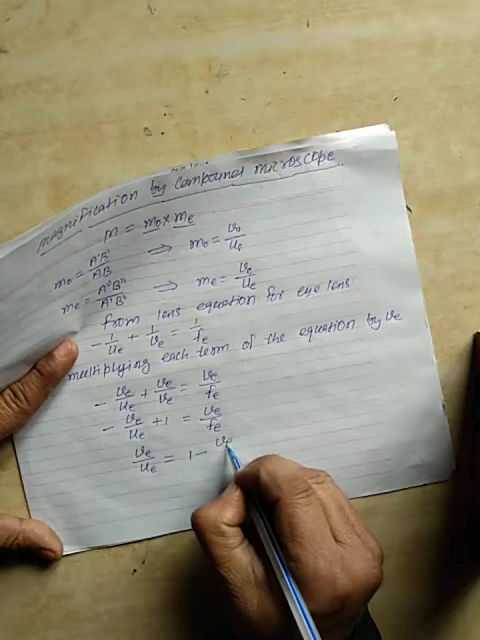 magnification by compound microscope
m = mo × me
mo = A'B'/AB ⇒ mo = vo/uo
me = A"B"/A'B' ⇒ me = ve/ue
from lens equation for eye lens
- 1/ue + 1/ve = 1/fe
multiplying each term of the equation by ve
- ve/ue + ve/ve = ve/fe
- ve/ue + 1 = ve/fe
ve/ue = 1 - ve